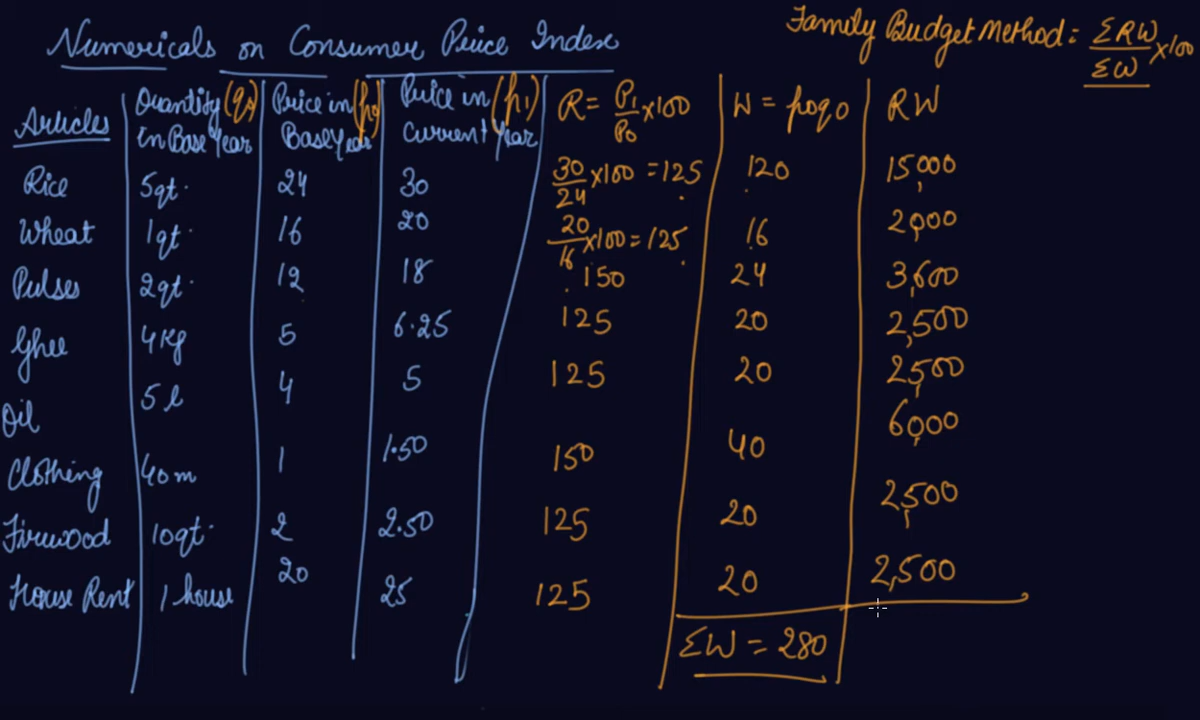 Numericals on Consumer Price Index
Family Budget Method = ΣRW/ΣW × 100
Articles | Quantity (q0) In Base Year | Price in (p0) Base Year | Price in (p1) Current Year | R = P1/P0 × 100 | W = p0q0 | RW
Rice | 5qt. | 24 | 30 | 30/24 × 100 = 125 | 120 | 15,000
Wheat | 1qt. | 16 | 20 | 20/16 × 100 = 125 | 16 | 2,000
Pulses | 2qt. | 12 | 18 | 150 | 24 | 3,600
Ghee | 4 Kg | 5 | 6.25 | 125 | 20 | 2,500
Oil | 5 l | 4 | 5 | 125 | 20 | 2,500
Clothing | 40 m | 1 | 1.50 | 150 | 40 | 6,000
Firewood | 10qt. | 2 | 2.50 | 125 | 20 | 2,500
House Rent | 1 house | 20 | 25 | 125 | 20 | 2,500
ΣW = 280